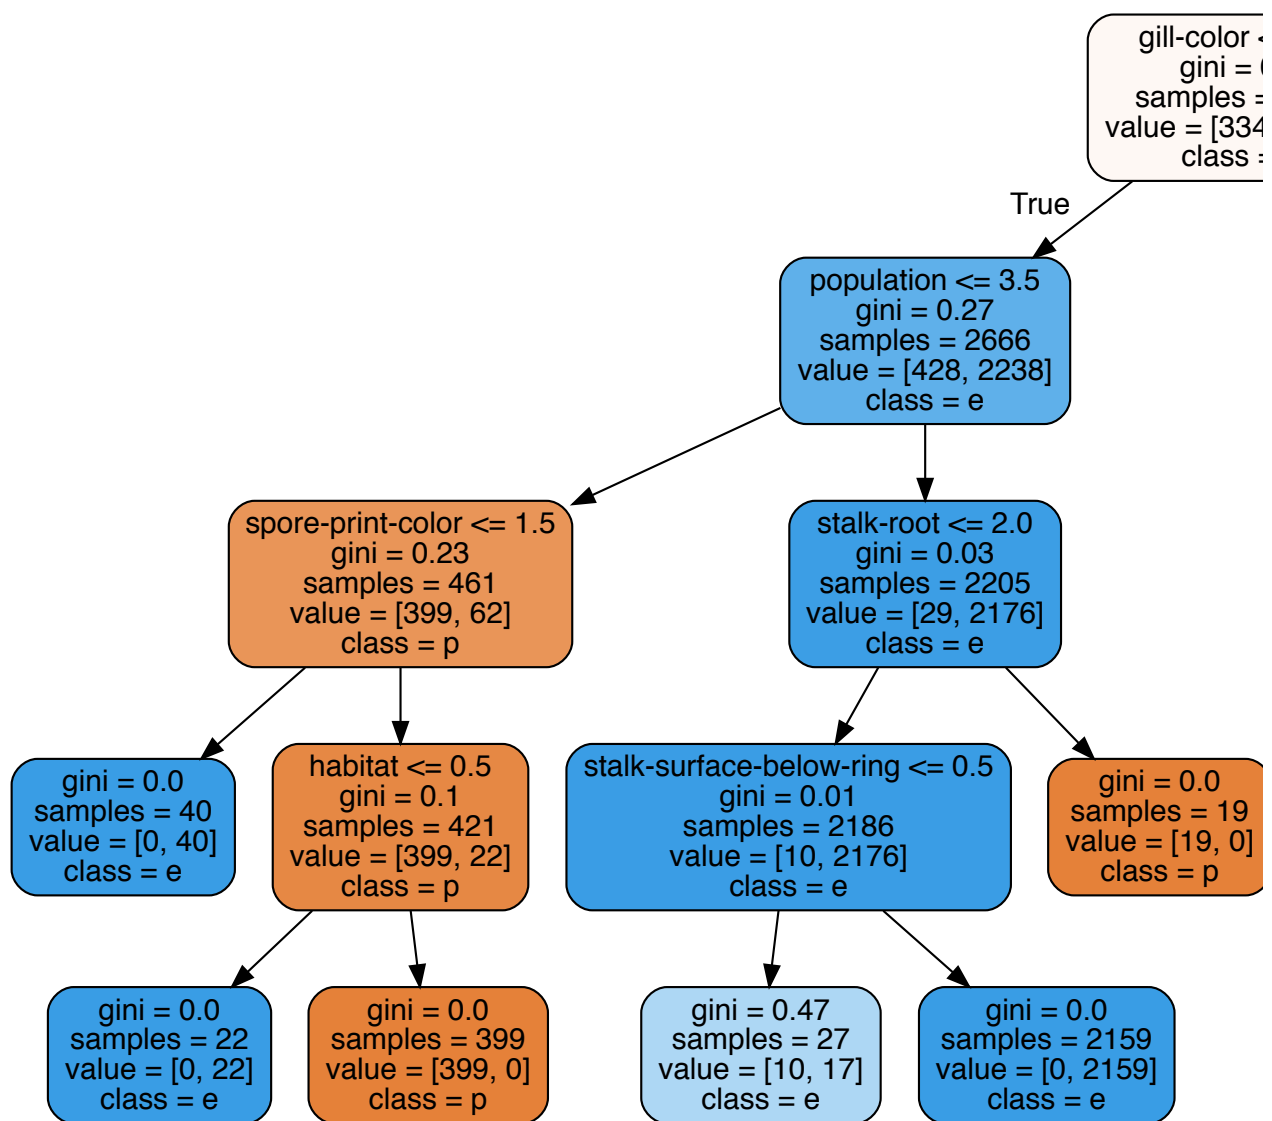 gill-color <
gini =
samples =
value = [334
class =
True
population <= 3.5
gini = 0.27
samples = 2666
value = [428, 2238]
class = e
spore-print-color <= 1.5
gini = 0.23
samples = 461
value = [399, 62]
class = p
stalk-root <= 2.0
gini = 0.03
samples = 2205
value = [29, 2176]
class = e
gini = 0.0
samples = 40
value = [0, 40]
class = e
habitat <= 0.5
gini = 0.1
samples = 421
value = [399, 22]
class = p
stalk-surface-below-ring <= 0.5
gini = 0.01
samples = 2186
value = [10, 2176]
class = e
gini = 0.0
samples = 19
value = [19, 0]
class = p
gini = 0.0
samples = 22
value = [0, 22]
class = e
gini = 0.0
samples = 399
value = [399, 0]
class = p
gini = 0.47
samples = 27
value = [10, 17]
class = e
gini = 0.0
samples = 2159
value = [0, 2159]
class = e